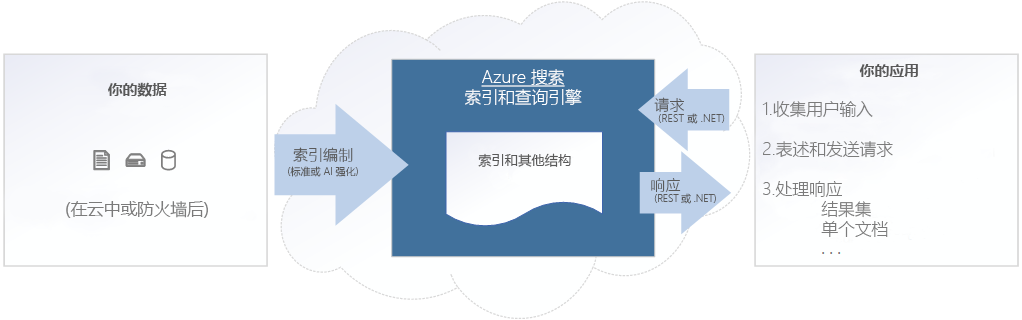 你的数据
(在云中或防火墙后)
索引编制
(标准或 AI 强化)
Azure 搜索
索引和查询引擎
索引和其他结构
请求
(REST 或 .NET)
响应
(REST 或 .NET)
你的应用
1.收集用户输入
2.表述和发送请求
3.处理响应
结果集
单个文档
. . .